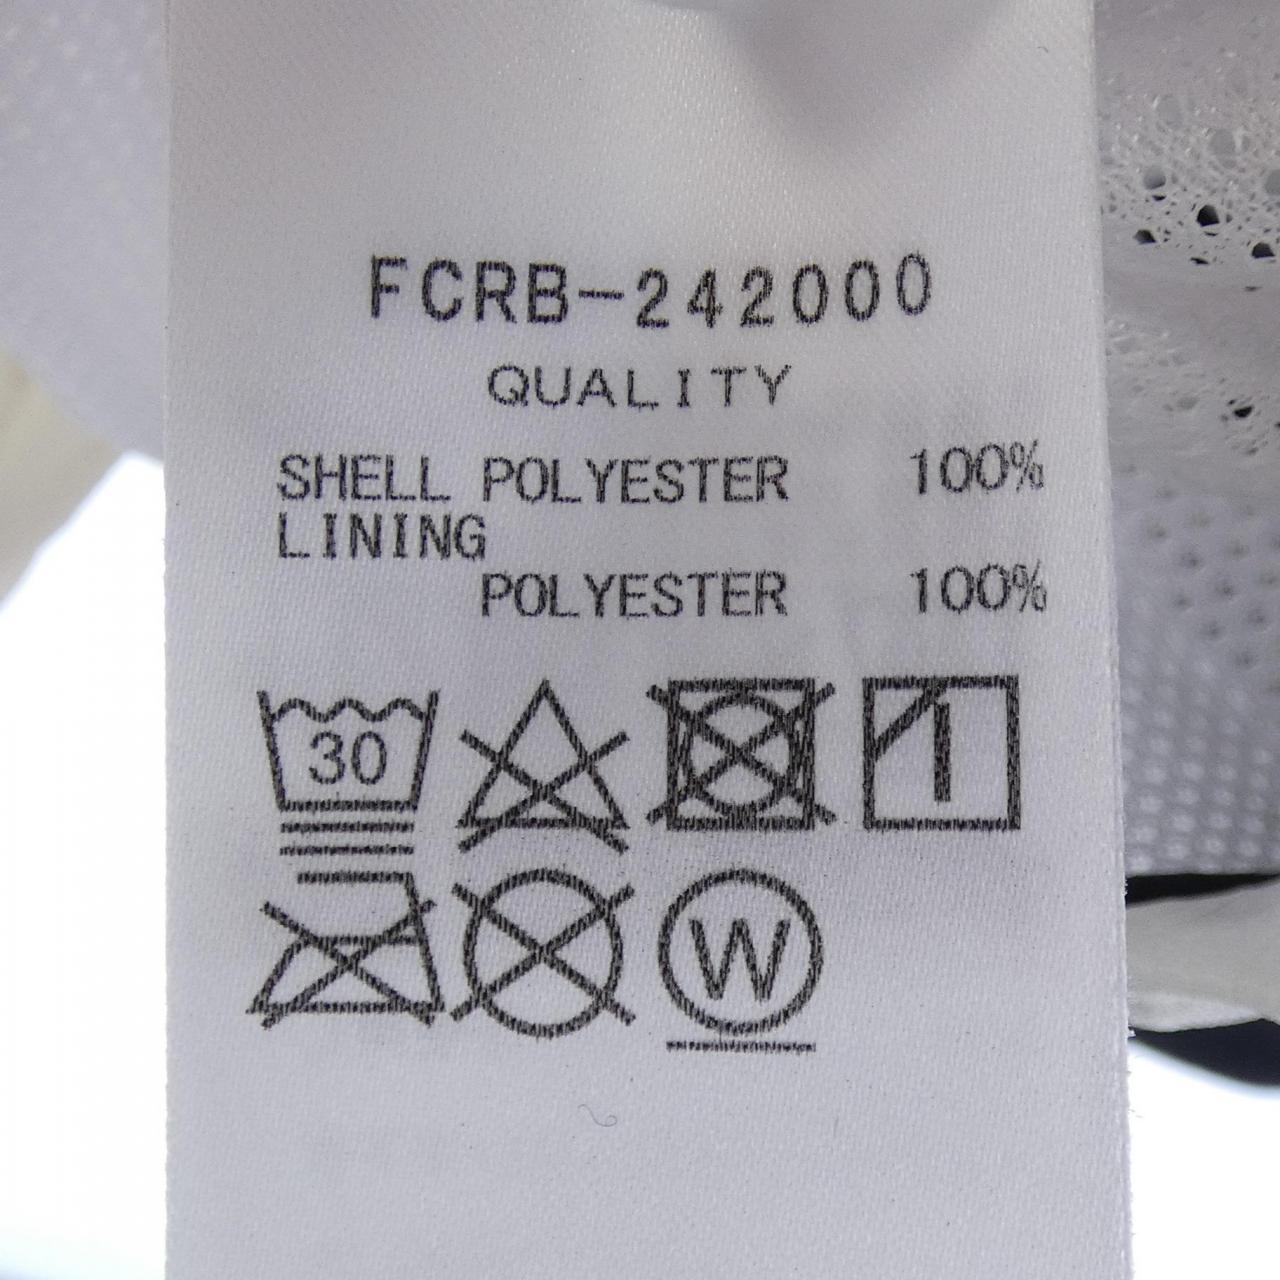 FCRB-242000
QUALITY
SHELL POLYESTER 100%
LINING
POLYESTER 100%
30
W